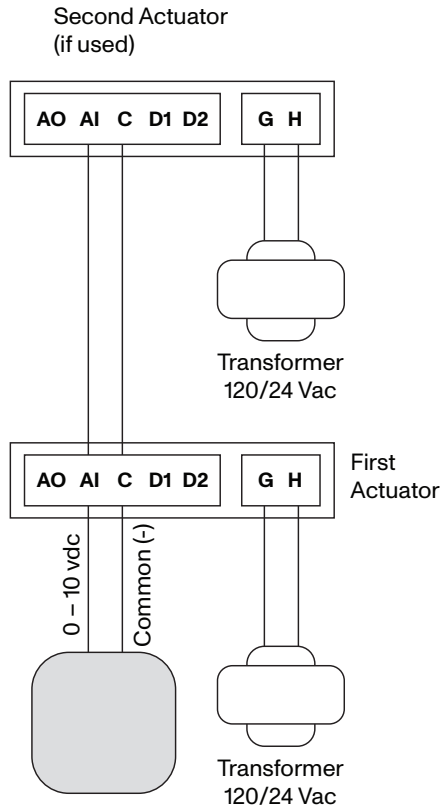 Second Actuator
(if used)
AO AI C D1 D2 G H
Transformer
120/24 Vac
AO AI C D1 D2 G H
First
Actuator
0 – 10 vdc
Common (-)
Transformer
120/24 Vac